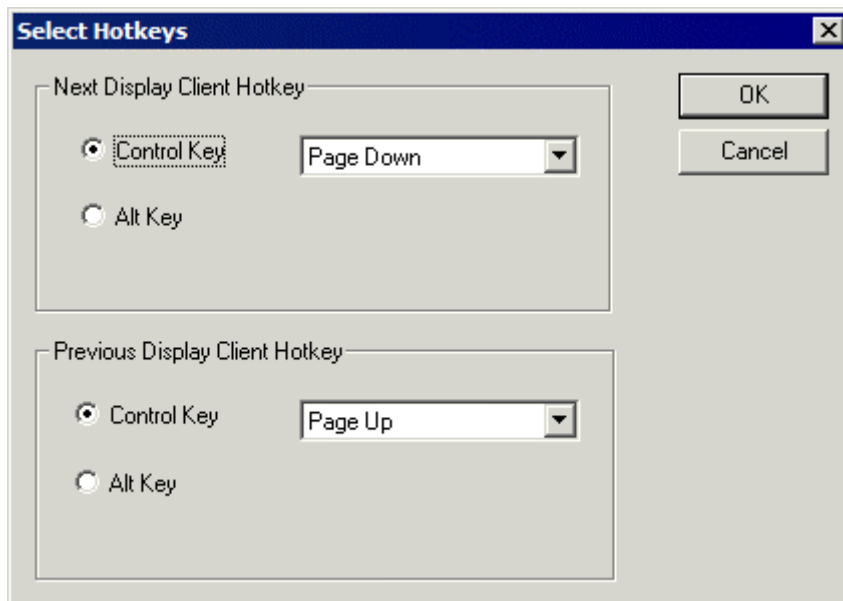 Select Hotkeys
Next Display Client Hotkey
OK
Control Key Page Down
Cancel
Alt Key
Previous Display Client Hotkey
Control Key Page Up
Alt Key